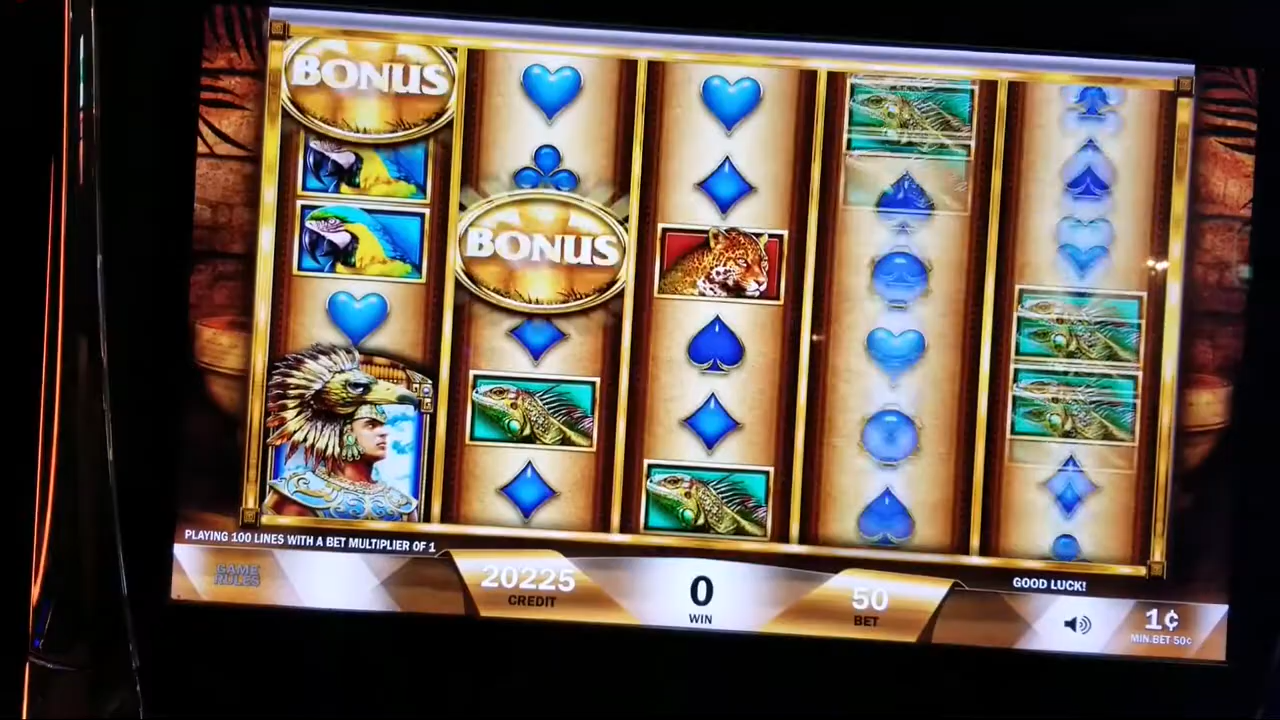 BONUS
BONUS
PLAYING 100 LINES WITH A BET MULTIPLIER OF 1
GAME
RULES
20225
CREDIT
0
WIN
50
BET
GOOD LUCK!
1¢
MIN.BET 50¢